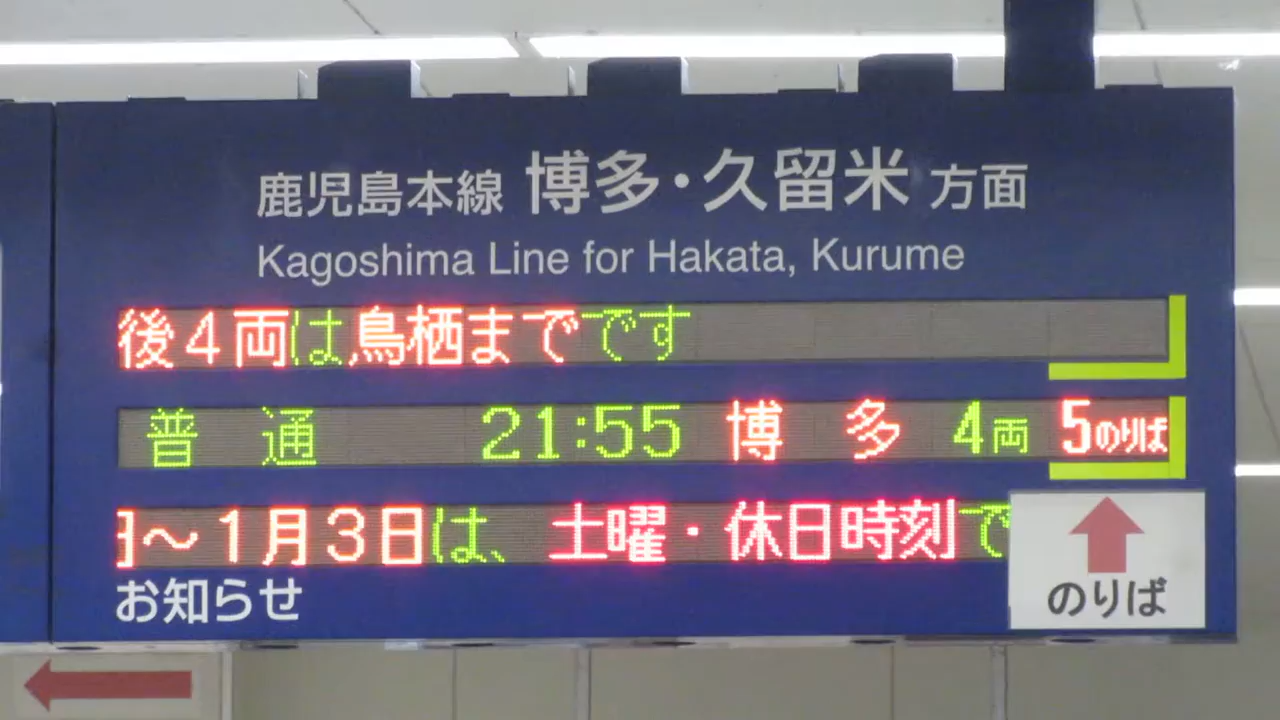 鹿児島本線 博多・久留米 方面
Kagoshima Line for Hakata, Kurume
後4両は鳥栖までです
普通 21:55 博多 4両 5のりば
日～1月3日は、土曜・休日時刻で
お知らせ
のりば